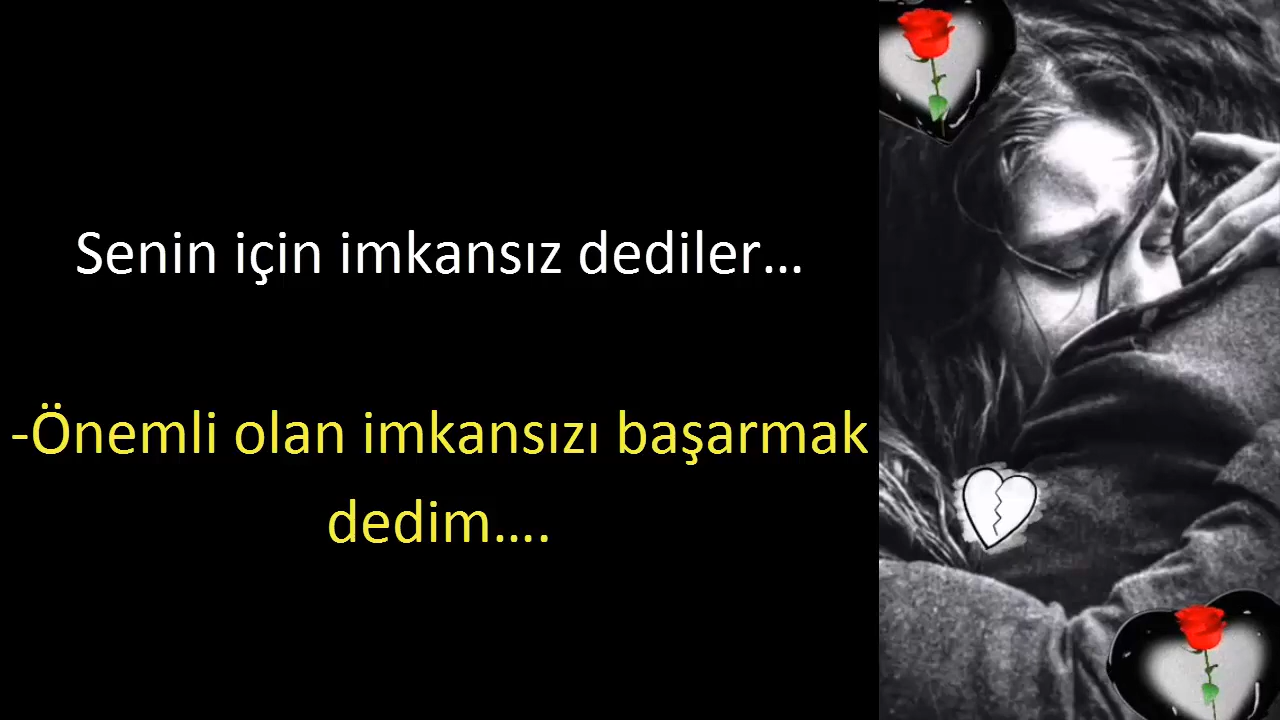 Senin için imkansız dediler...
-Önemli olan imkansızı başarmak
dedim....